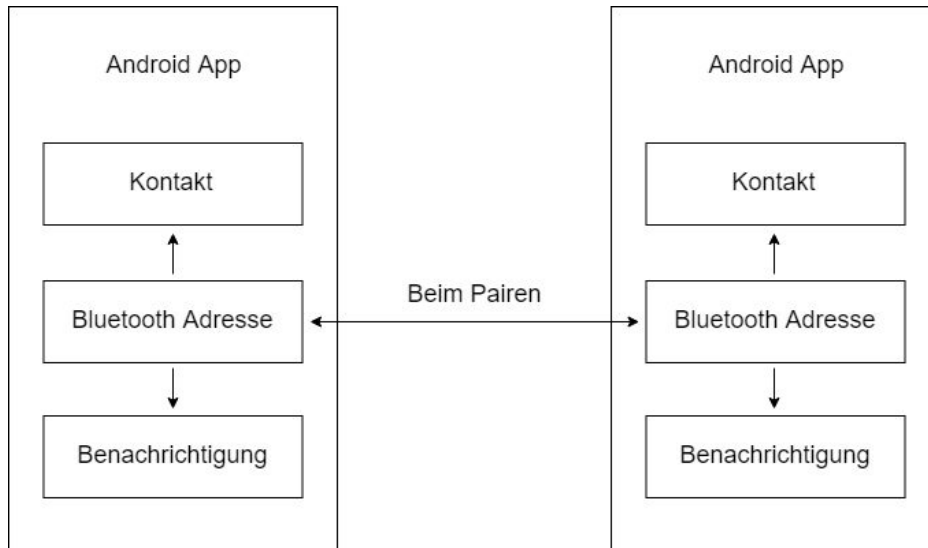 Android App
Kontakt
Bluetooth Adresse
Benachrichtigung
Beim Pairen
Android App
Kontakt
Bluetooth Adresse
Benachrichtigung